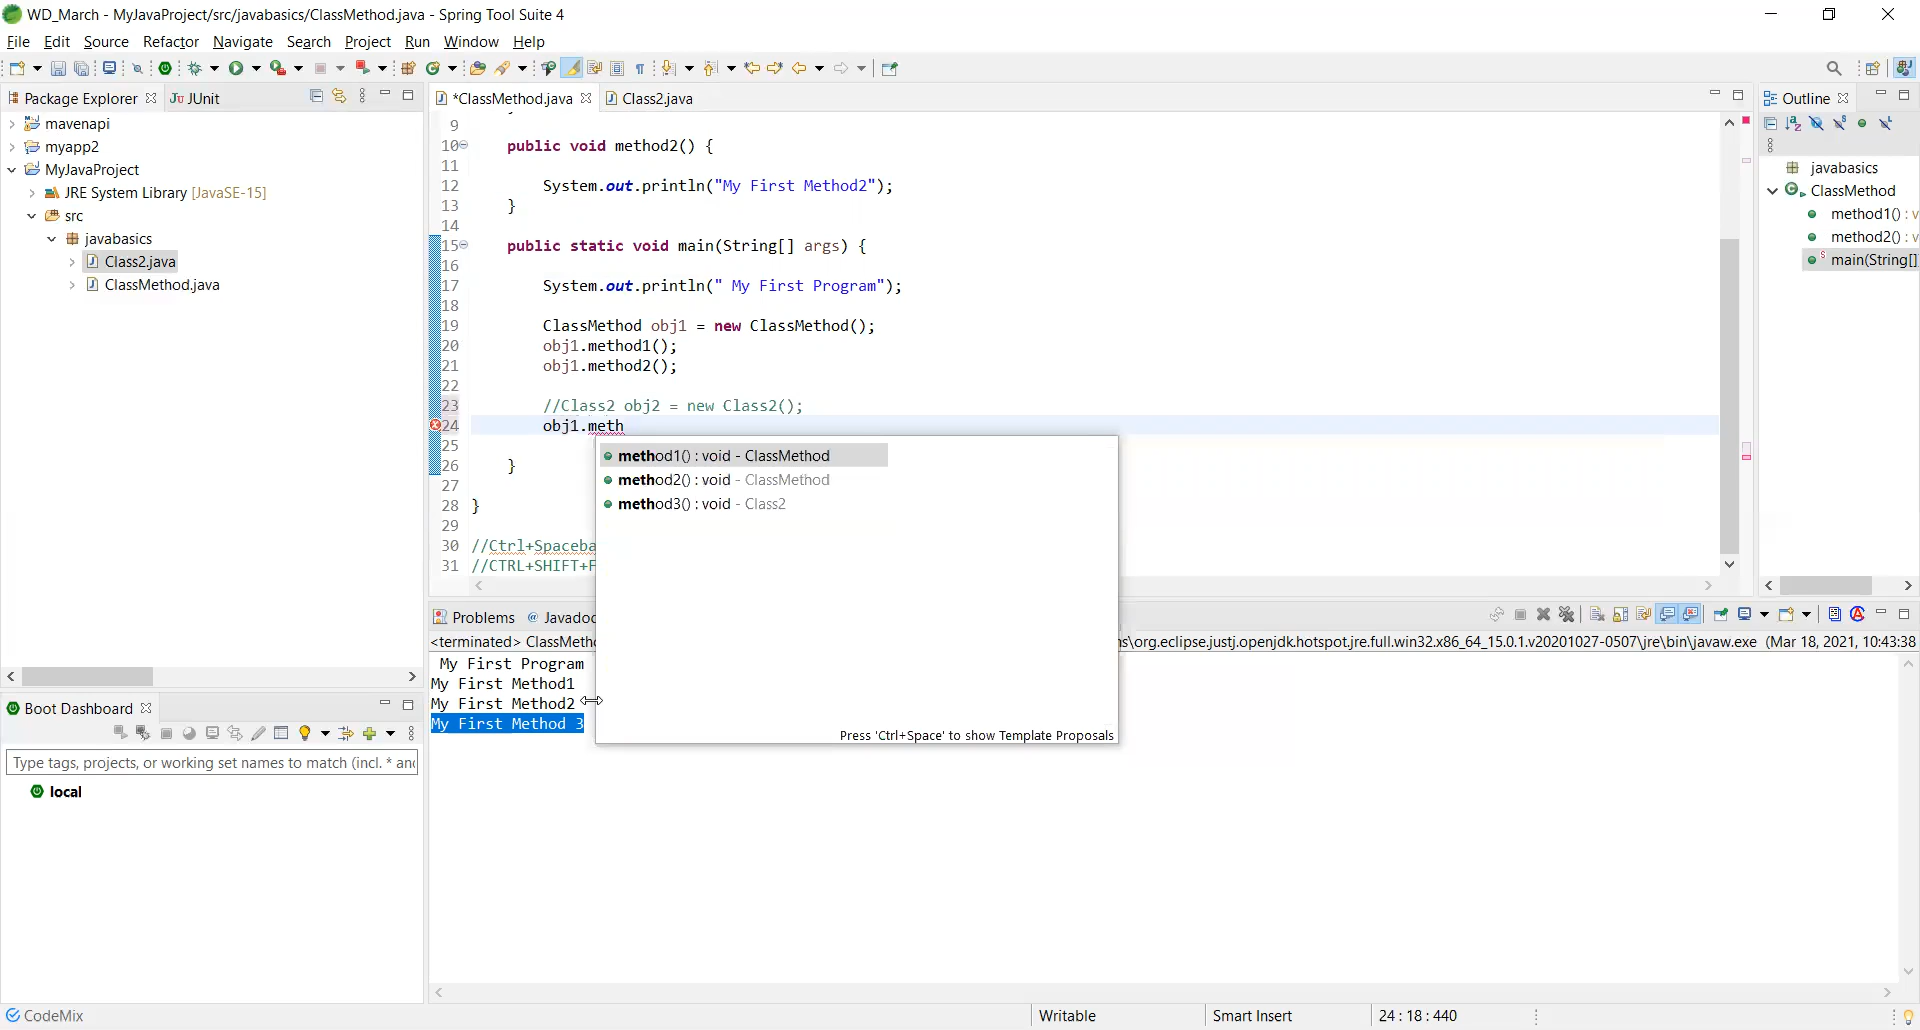 WD_March - MyJavaProject/src/javabasics/ClassMethod.java - Spring Tool Suite 4
File Edit Source Refactor Navigate Search Project Run Window Help
Package Explorer JUnit
mavenapi
myapp2
MyJavaProject
JRE System Library [JavaSE-15]
src
javabasics
Class2.java
ClassMethod.java
*ClassMethod.java Class2.java
9
10 public void method2() {
11
12 System.out.println("My First Method2");
13 }
14
15 public static void main(String[] args) {
16
17 System.out.println(" My First Program");
18
19 ClassMethod obj1 = new ClassMethod();
20 obj1.method1();
21 obj1.method2();
22
23 //Class2 obj2 = new Class2();
24 obj1.meth
25
26 }
27
28 }
29
30 //Ctrl+Spaceba
31 //CTRL+SHIFT+F
method1() : void - ClassMethod
method2() : void - ClassMethod
method3() : void - Class2
Press 'Ctrl+Space' to show Template Proposals
Outline
javabasics
ClassMethod
method1() : v
method2() : v
main(String[]
Problems @ Javadoc
<terminated> ClassMetho
s\org.eclipse.justj.openjdk.hotspot.jre.full.win32.x86_64_15.0.1.v20201027-0507\jre\bin\javaw.exe (Mar 18, 2021, 10:43:38
My First Program
My First Method1
My First Method2
My First Method 3
Boot Dashboard
Type tags, projects, or working set names to match (incl. * and
local
CodeMix
Writable
Smart Insert
24 : 18 : 440